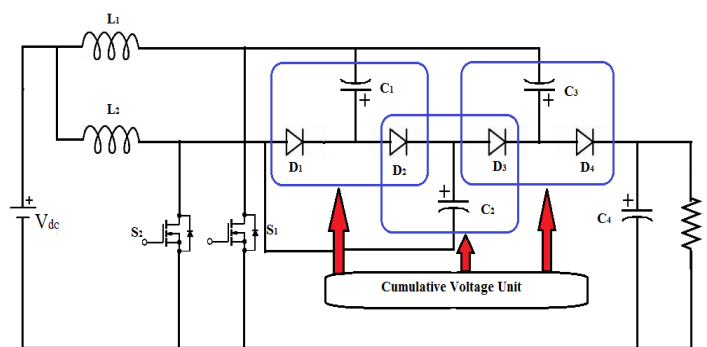 L1
C1
C3
L2
D1
D2
D3
D4
+
+
+
+
+
Vdc
S2
S1
C2
C4
Cumulative Voltage Unit